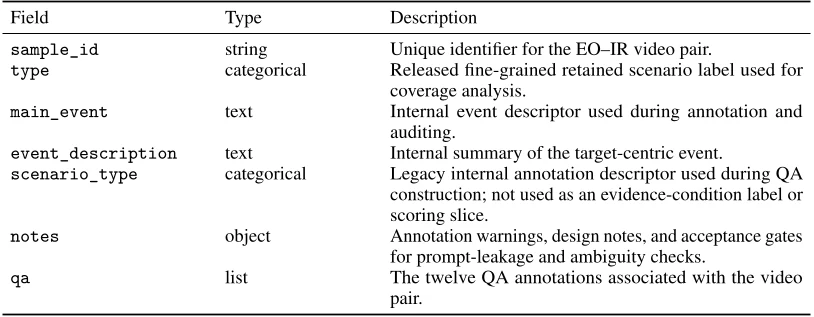 Field Type Description
sample_id string Unique identifier for the EO–IR video pair.
type categorical Released fine-grained retained scenario label used for
coverage analysis.
main_event text Internal event descriptor used during annotation and
auditing.
event_description text Internal summary of the target-centric event.
scenario_type categorical Legacy internal annotation descriptor used during QA
construction; not used as an evidence-condition label or
scoring slice.
notes object Annotation warnings, design notes, and acceptance gates
for prompt-leakage and ambiguity checks.
qa list The twelve QA annotations associated with the video
pair.